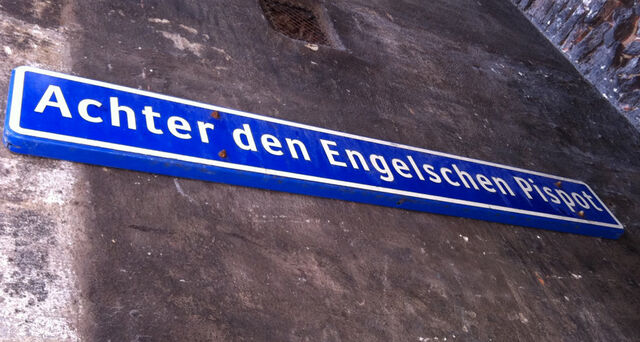 Achter den Engelschen Pispot